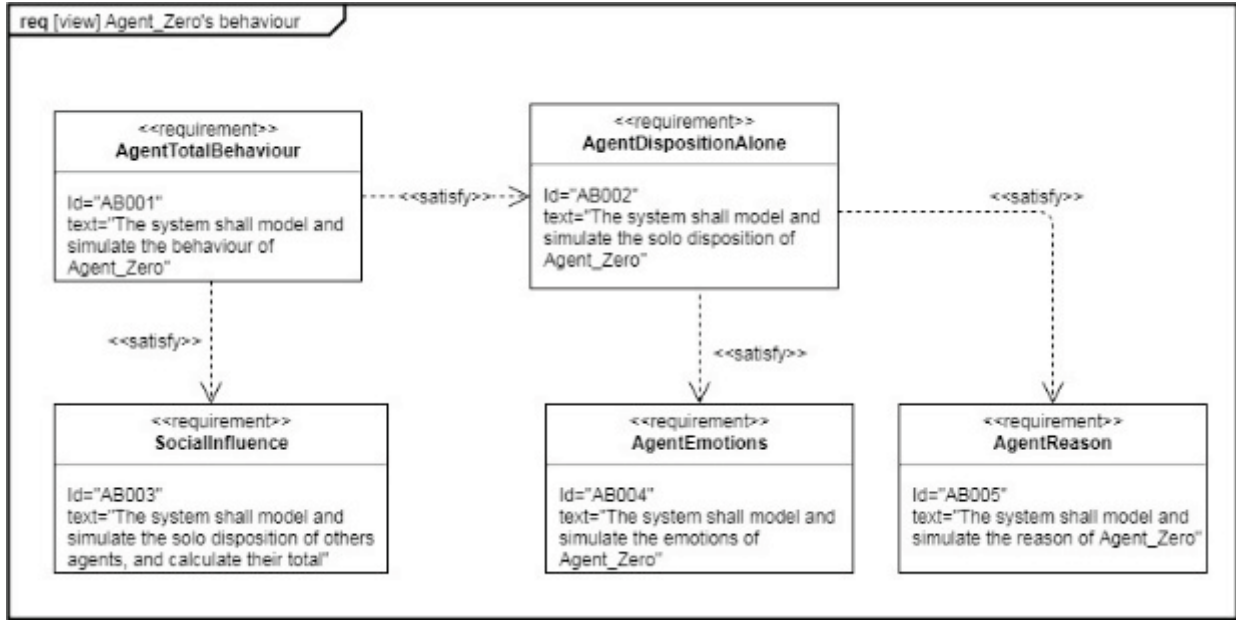 req [view] Agent_Zero's behaviour
<<requirement>>
AgentTotalBehaviour
Id="AB001"
text="The system shall model and
simulate the behaviour of
Agent_Zero"
<<satisfy>>
<<requirement>>
AgentDispositionAlone
Id="AB002"
text="The system shall model and
simulate the solo disposition of
Agent_Zero"
<<satisfy>>
<<satisfy>>
<<satisfy>>
<<requirement>>
SocialInfluence
Id="AB003"
text="The system shall model and
simulate the solo disposition of others
agents, and calculate their total"
<<requirement>>
AgentEmotions
Id="AB004"
text="The system shall model and
simulate the emotions of
Agent_Zero"
<<requirement>>
AgentReason
Id="AB005"
text="The system shall model and
simulate the reason of Agent_Zero"